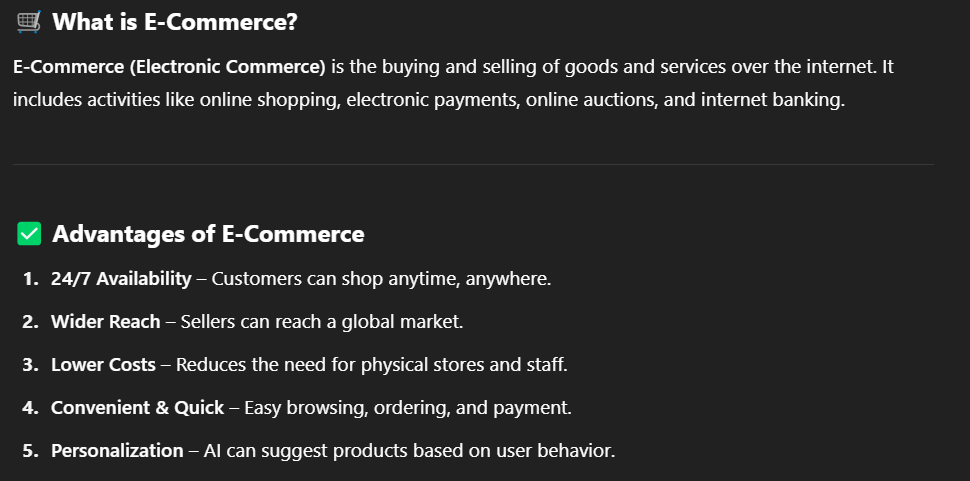 What is E-Commerce?
E-Commerce (Electronic Commerce) is the buying and selling of goods and services over the internet. It
includes activities like online shopping, electronic payments, online auctions, and internet banking.
Advantages of E-Commerce
1. 24/7 Availability – Customers can shop anytime, anywhere.
2. Wider Reach – Sellers can reach a global market.
3. Lower Costs – Reduces the need for physical stores and staff.
4. Convenient & Quick – Easy browsing, ordering, and payment.
5. Personalization – AI can suggest products based on user behavior.